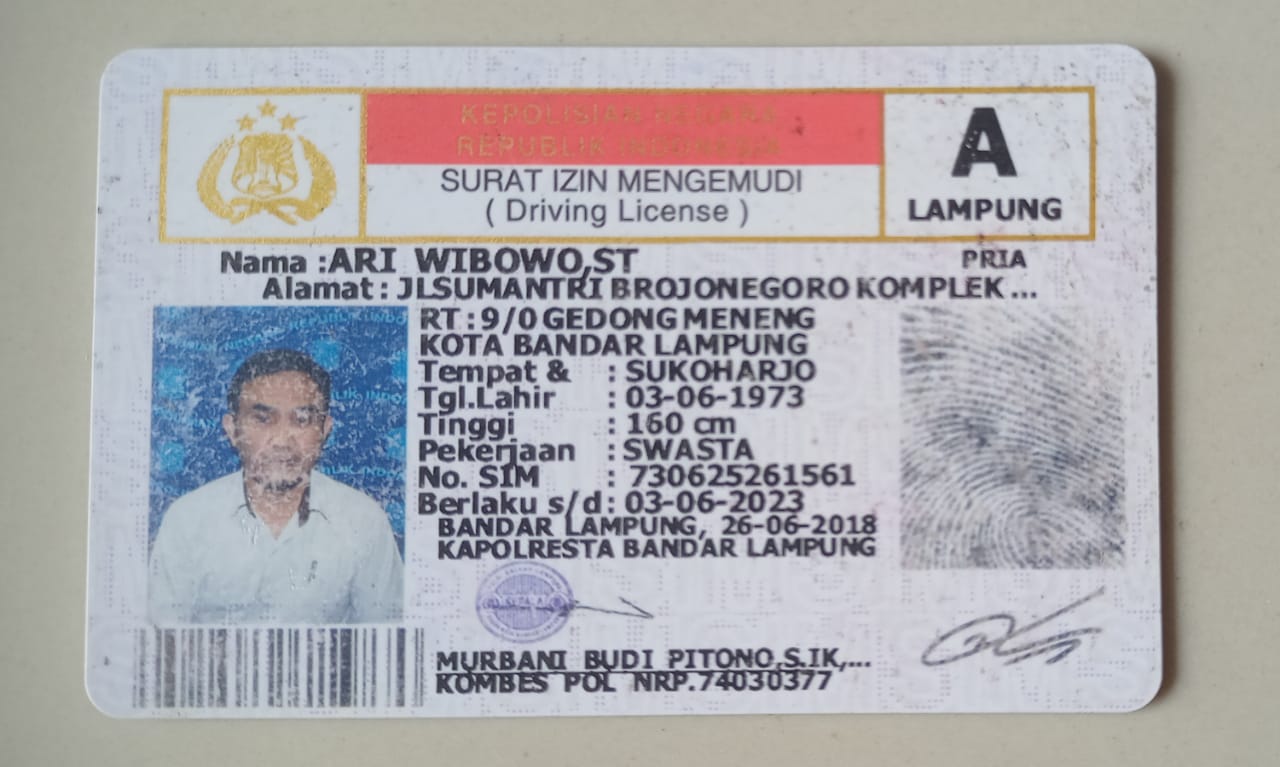 KEPOLISIAN NEGARA
REPUBLIK INDONESIA
SURAT IZIN MENGEMUDI
( Driving License )
A
LAMPUNG
Nama :ARI WIBOWO,ST
PRIA
Alamat : JLSUMANTRI BROJONEGORO KOMPLEK ...
RT : 9/0 GEDONG MENENG
KOTA BANDAR LAMPUNG
Tempat & : SUKOHARJO
Tgl.Lahir : 03-06-1973
Tinggi : 160 cm
Pekerjaan : SWASTA
No. SIM : 730625261561
Berlaku s/d : 03-06-2023
BANDAR LAMPUNG, 26-06-2018
KAPOLRESTA BANDAR LAMPUNG
MURBANI BUDI PITONO,S.IK,...
KOMBES POL NRP.74030377